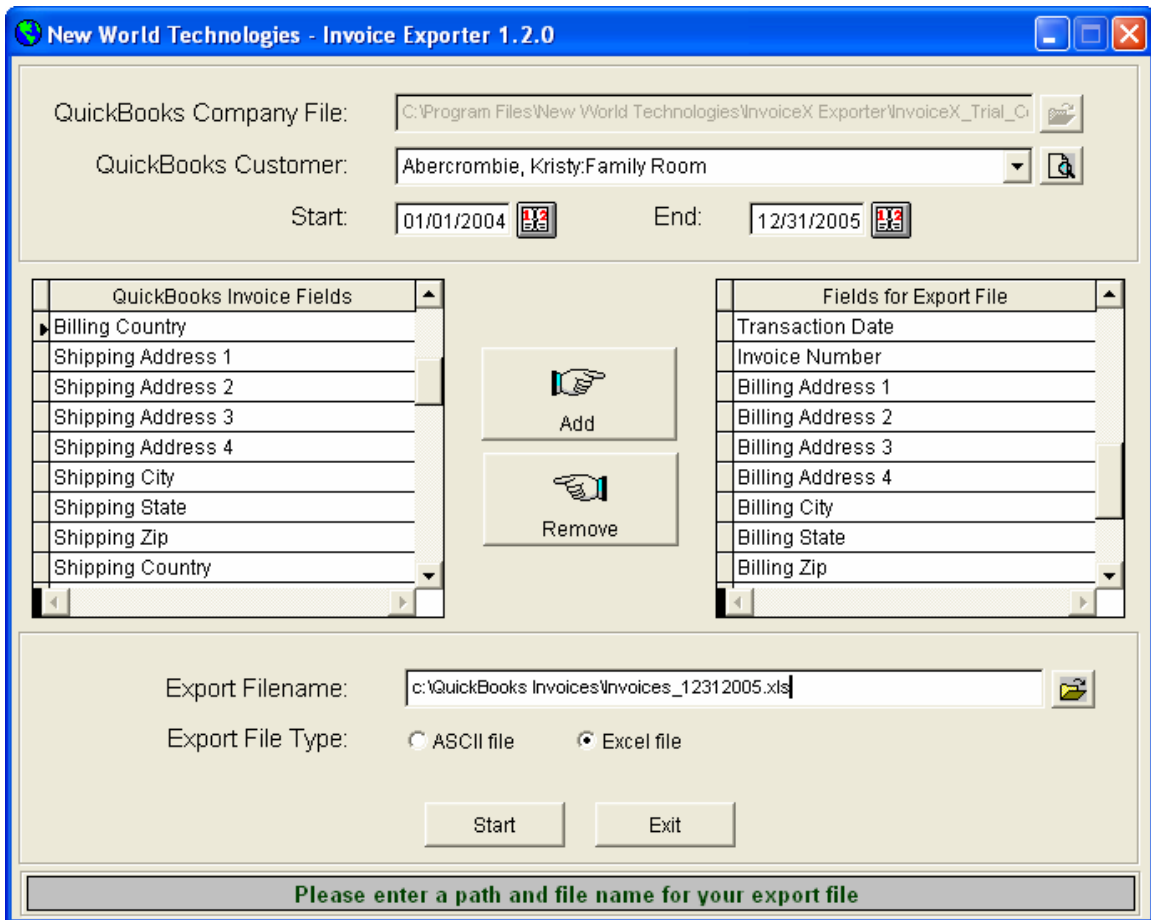 New World Technologies - Invoice Exporter 1.2.0
QuickBooks Company File: C:\Program Files\New World Technologies\InvoiceX Exporter\InvoiceX_Trial_C
QuickBooks Customer: Abercrombie, Kristy:Family Room
Start: 01/01/2004 End: 12/31/2005
QuickBooks Invoice Fields
Billing Country
Shipping Address 1
Shipping Address 2
Shipping Address 3
Shipping Address 4
Shipping City
Shipping State
Shipping Zip
Shipping Country
Add
Remove
Fields for Export File
Transaction Date
Invoice Number
Billing Address 1
Billing Address 2
Billing Address 3
Billing Address 4
Billing City
Billing State
Billing Zip
Export Filename: c:\QuickBooks Invoices\Invoices_12312005.xls
Export File Type: ASCII file Excel file
Start Exit
Please enter a path and file name for your export file